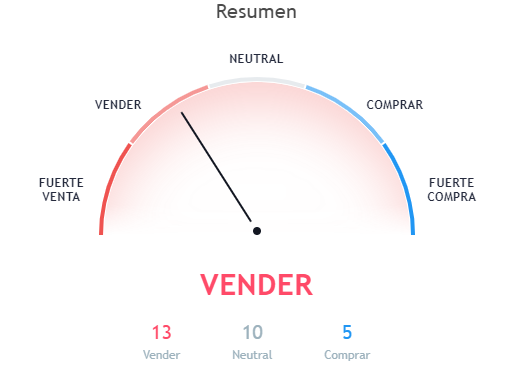 Resumen
NEUTRAL
VENDER
COMPRAR
FUERTE
VENTA
FUERTE
COMPRA
VENDER
13
10
5
Vender
Neutral
Comprar